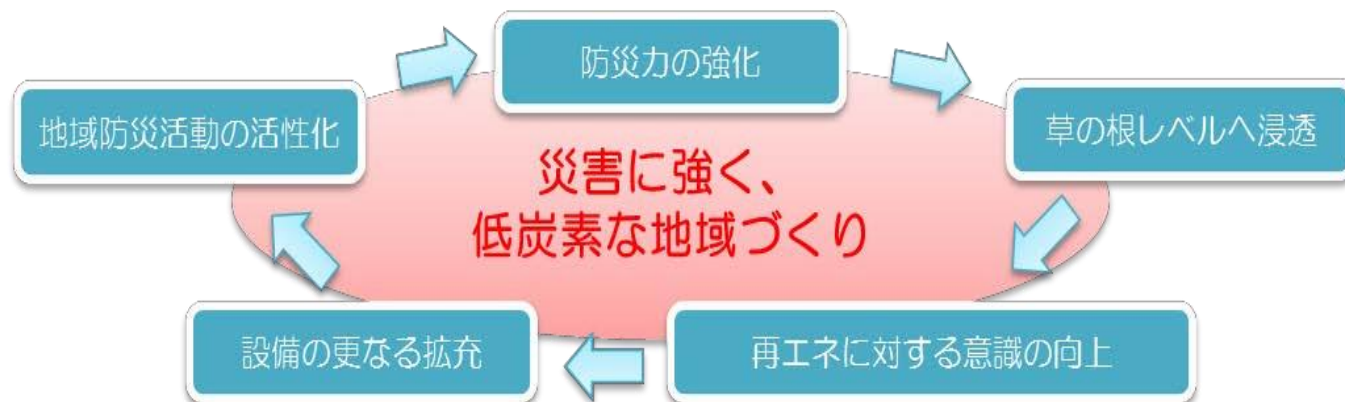 防災力の強化
地域防災活動の活性化
草の根レベルへ浸透
災害に強く、
低炭素な地域づくり
設備の更なる拡充
再エネに対する意識の向上